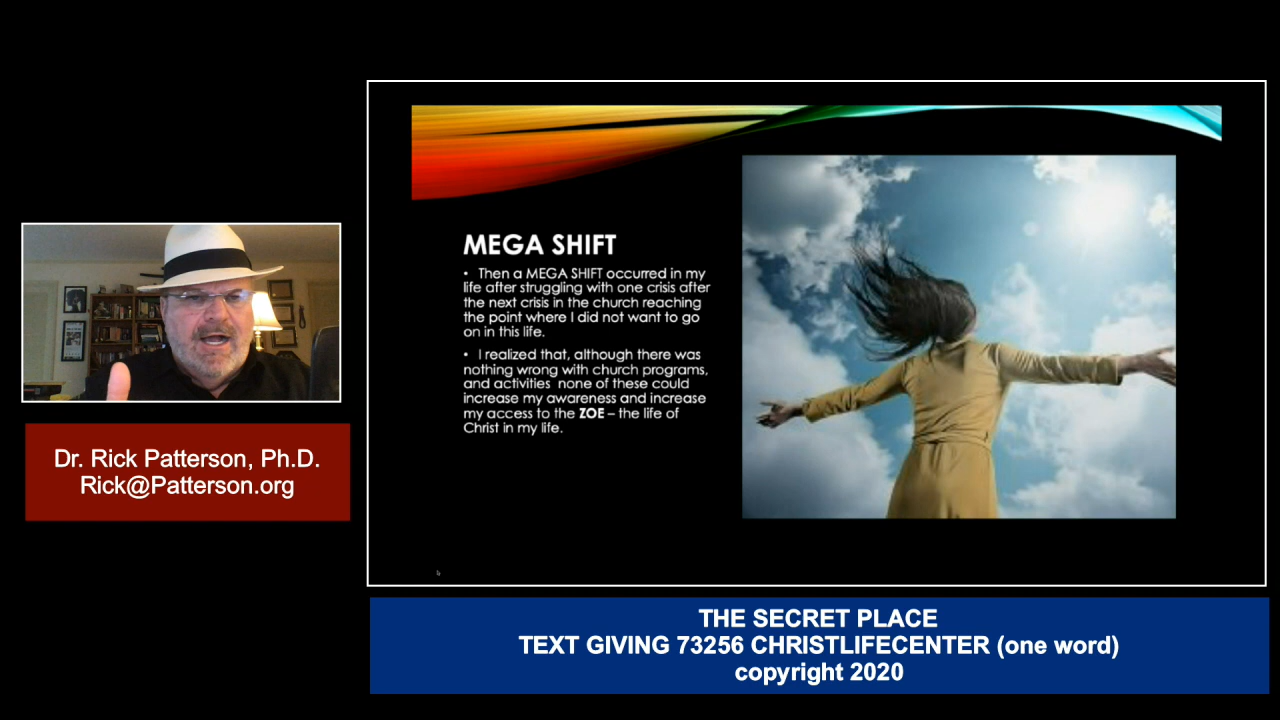 MEGA SHIFT
• Then a MEGA SHIFT occurred in my
life after struggling with one crisis after
the next crisis in the church reaching
the point where I did not want to go
on in this life.
• I realized that, although there was
nothing wrong with church programs,
and activities none of these could
increase my awareness and increase
my access to the ZOE – the life of
Christ in my life.
Dr. Rick Patterson, Ph.D.
Rick@Patterson.org
THE SECRET PLACE
TEXT GIVING 73256 CHRISTLIFECENTER (one word)
copyright 2020